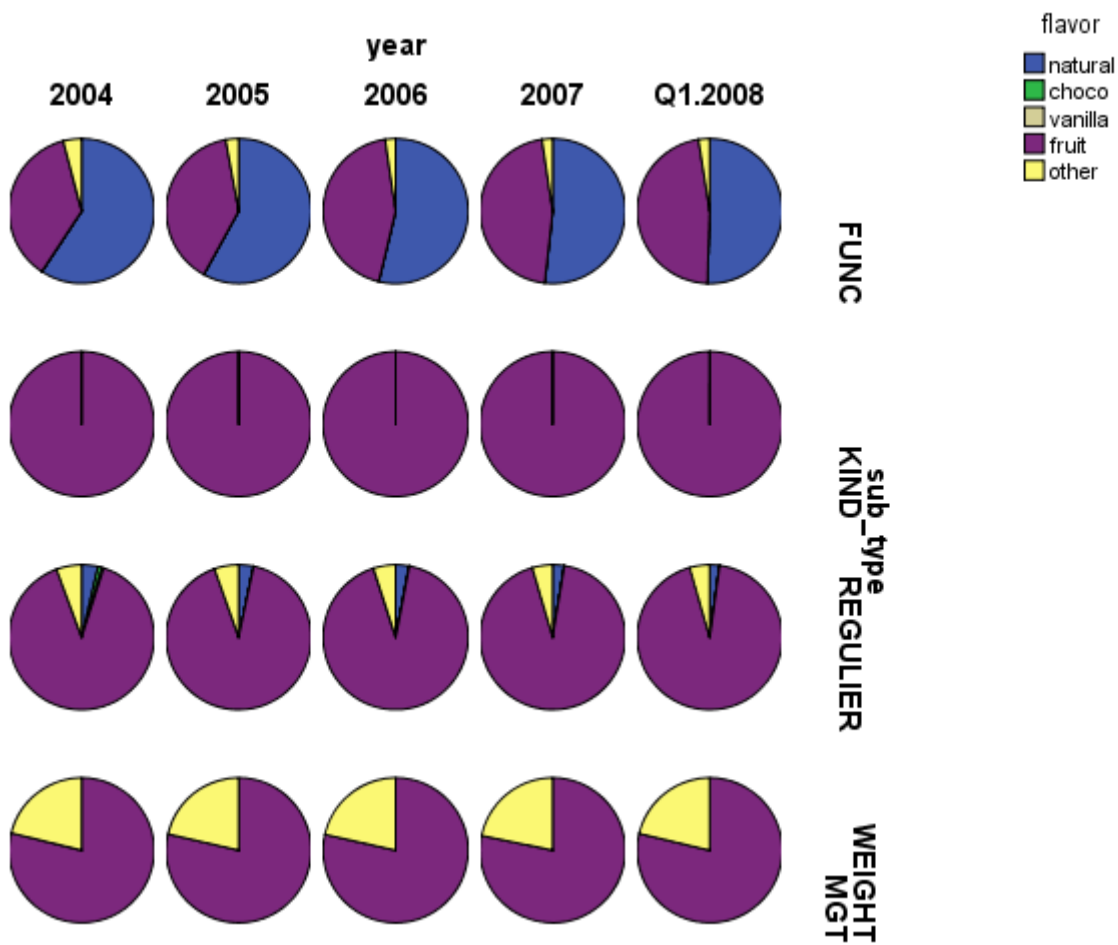 year
2004 2005 2006 2007 Q1.2008
flavor
natural
choco
vanilla
fruit
other
sub_type
FUNC
KIND
REGULIER
WEIGHT
MGT